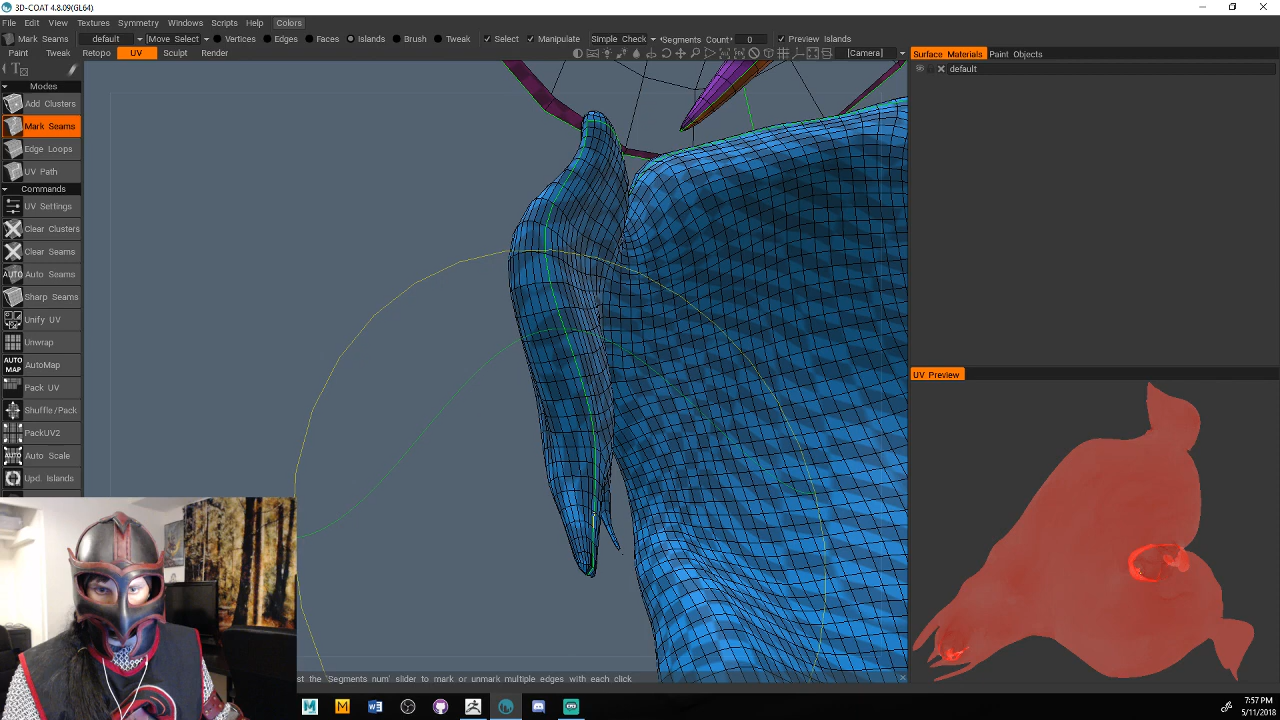 3D-COAT 4.8.09(GL64)
File Edit View Textures Symmetry Windows Scripts Help Colors
Mark Seams default [Move Select Vertices Edges Faces Islands Brush Tweak Select Manipulate Simple Check Segments Count: 0 Preview Islands
Paint Tweak Retopo UV Sculpt Render [Camera] Surface Materials Paint Objects
default
Modes
Add Clusters
Mark Seams
Edge Loops
UV Path
Commands
UV Settings
Clear Clusters
Clear Seams
AUTO Auto Seams
Sharp Seams
Unify UV
Unwrap
AUTO MAP AutoMap
Pack UV
Shuffle/Pack
PackUV2
AUTO Auto Scale
Upd. Islands
UV Preview
st the 'Segments num' slider to mark or unmark multiple edges with each click
7:57 PM
5/11/2018